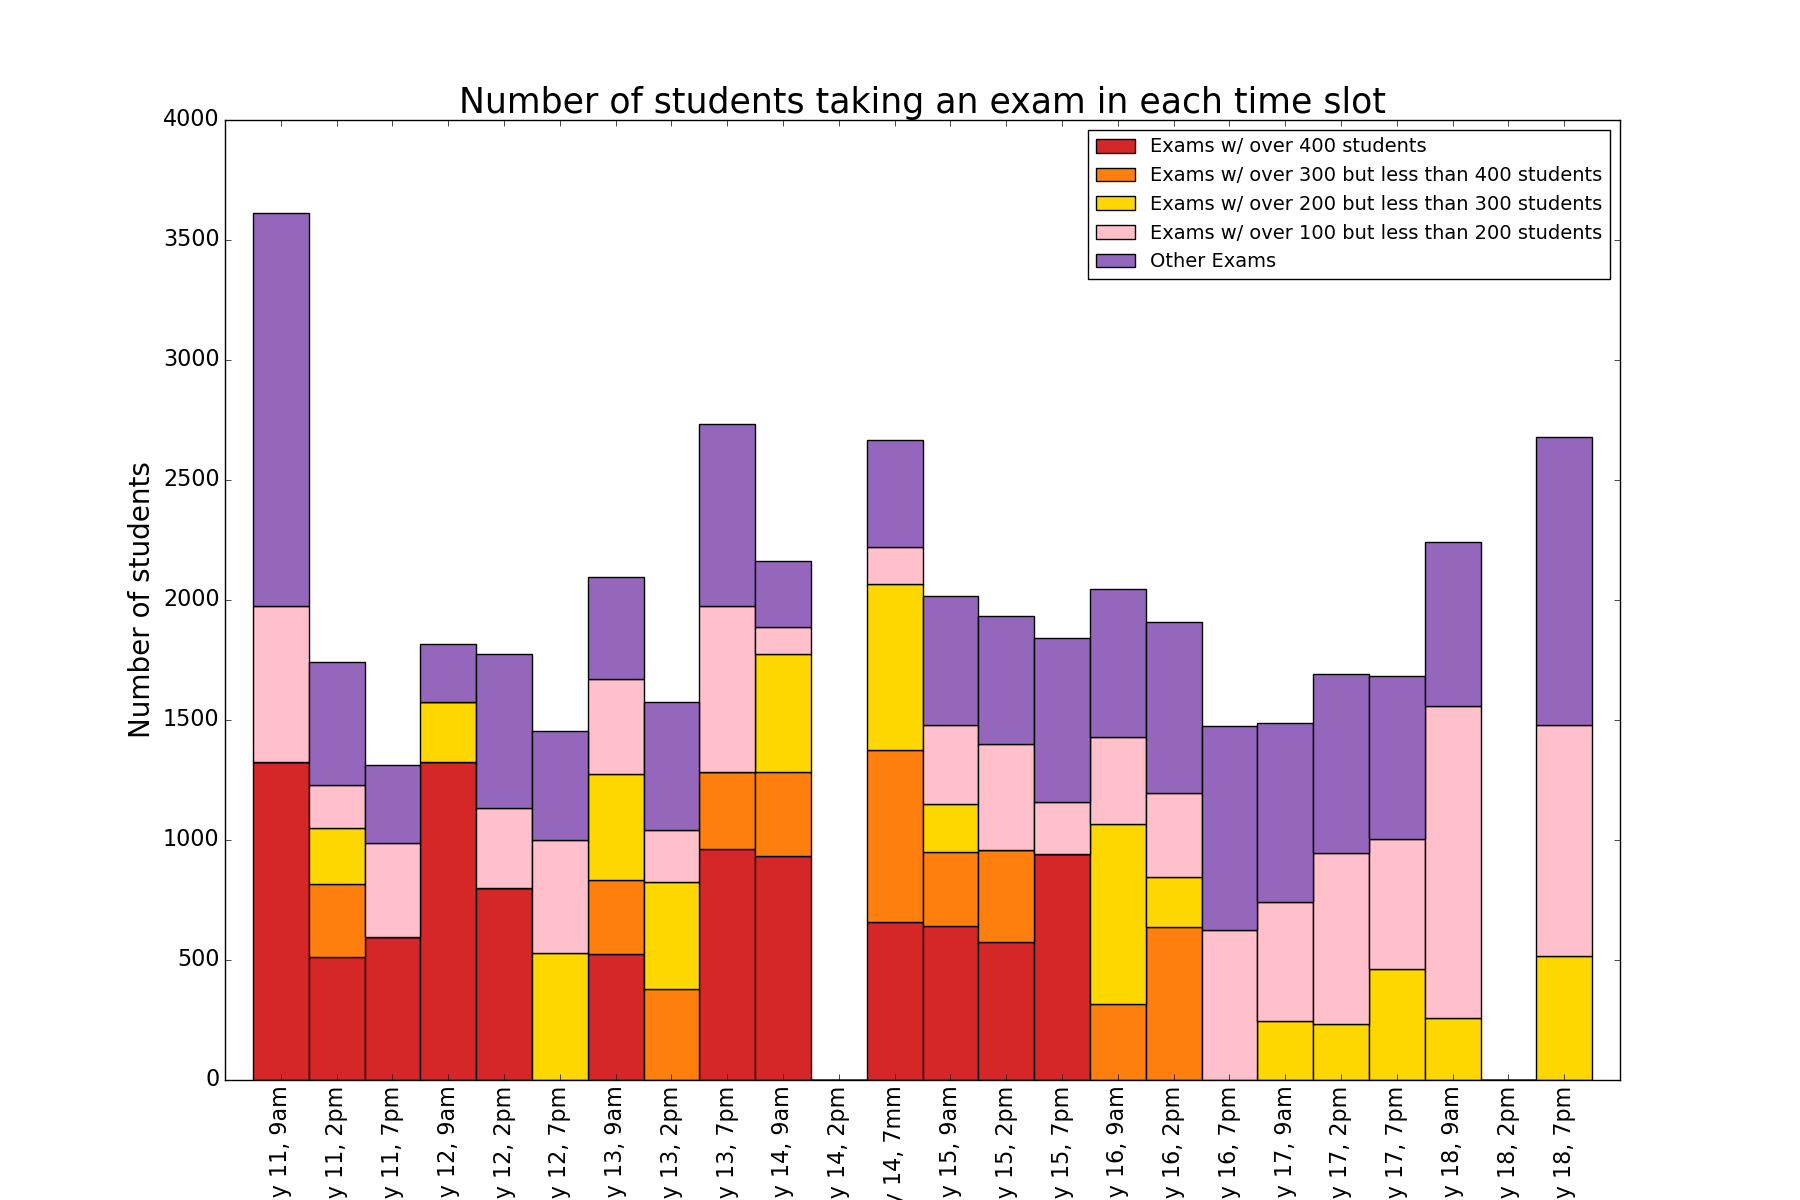 Number of students taking an exam in each time slot
4000
3500
3000
2500
2000
1500
1000
500
0
Number of students
Exams w/ over 400 students
Exams w/ over 300 but less than 400 students
Exams w/ over 200 but less than 300 students
Exams w/ over 100 but less than 200 students
Other Exams
y 11, 9am
y 11, 2pm
y 11, 7pm
y 12, 9am
y 12, 2pm
y 12, 7pm
y 13, 9am
y 13, 2pm
y 13, 7pm
y 14, 9am
y 14, 2pm
y 14, 7mm
y 15, 9am
y 15, 2pm
y 15, 7pm
y 16, 9am
y 16, 2pm
y 16, 7pm
y 17, 9am
y 17, 2pm
y 17, 7pm
y 18, 9am
y 18, 2pm
y 18, 7pm